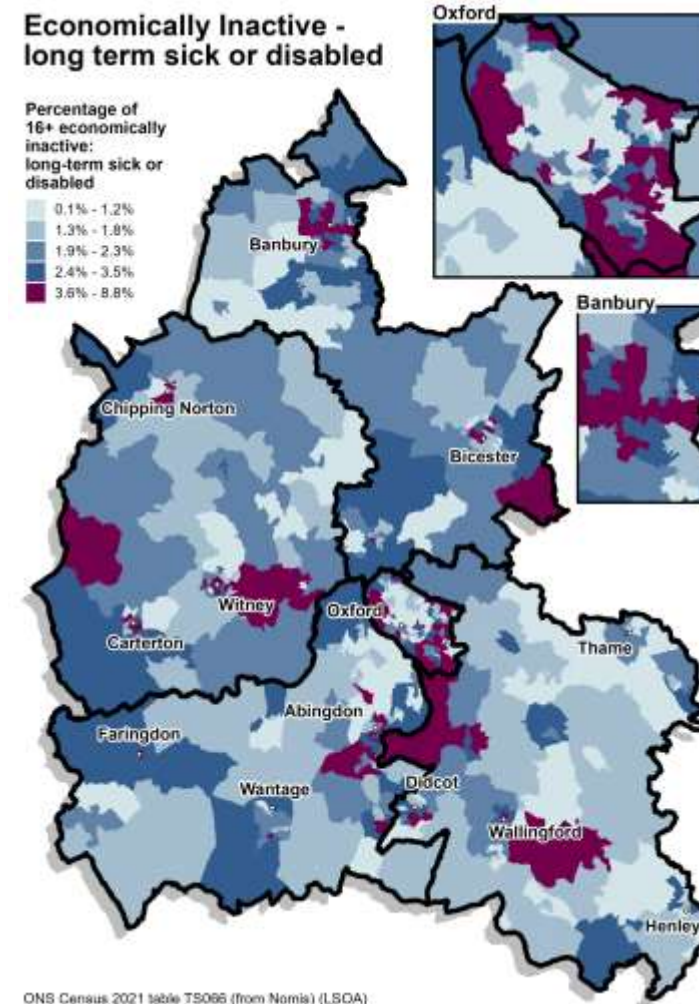 Economically Inactive -
long term sick or disabled
Percentage of
16+ economically
inactive:
long-term sick or
disabled
0.1% - 1.2%
1.3% - 1.8%
1.9% - 2.3%
2.4% - 3.5%
3.6% - 8.8%
Oxford
Banbury
Banbury
Chipping Norton
Bicester
Witney
Oxford
Carterton
Thame
Abingdon
Faringdon
Wantage
Didcot
Wallingford
Henley
ONS Census 2021 table TS066 (from Nomis) (LSOA)